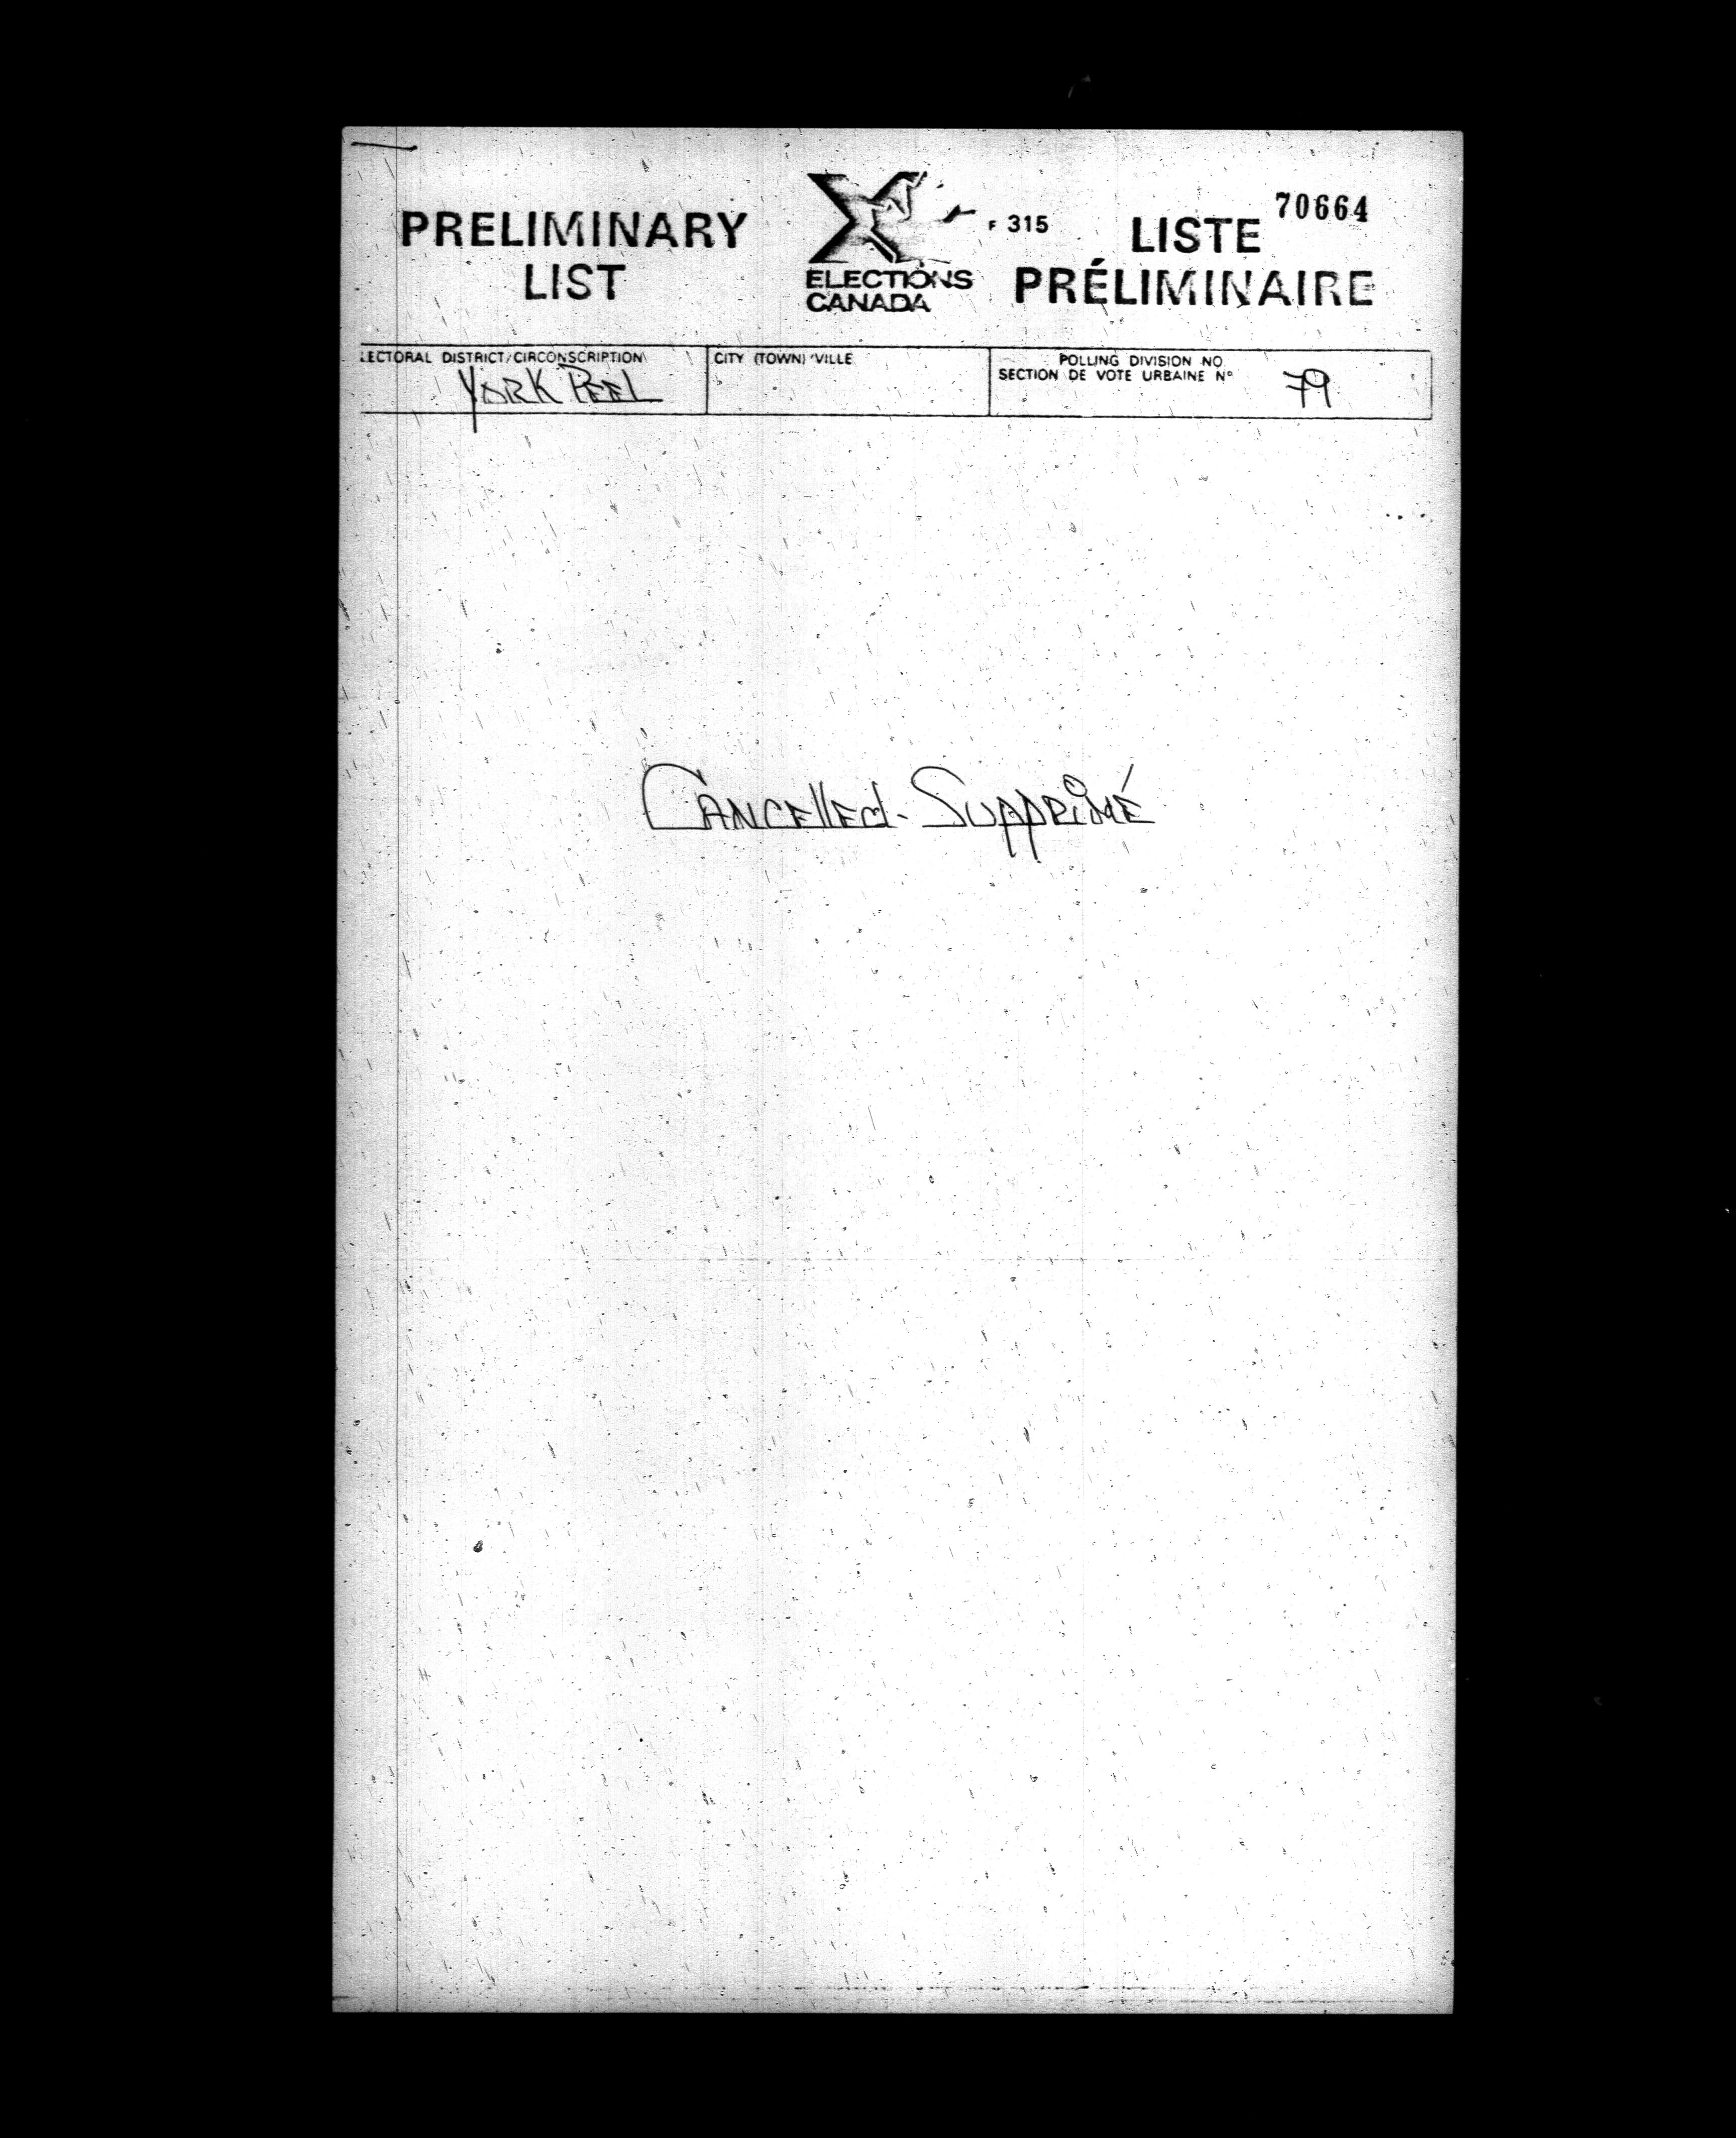 70664
PRELIMINARY
LIST
ELECTIONS
CANADA
F 315
LISTE
PRÉLIMINAIRE
LECTORAL DISTRICT/CIRCONSCRIPTION
YORK PEEL
CITY (TOWN) VILLE
POLLING DIVISION NO
SECTION DE VOTE URBAINE Nº
79
CANCELLED - SUPPRIMÉ